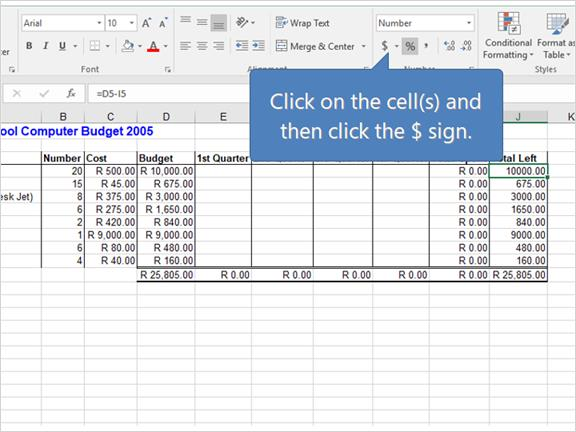 Arial 10 A A Wrap Text Number
ter B I U A Merge & Center $ % , .0 .00 .00 .0 Conditional Format as
Formatting Table
Font Number Styles
Click on the cell(s) and
then click the $ sign.
fx =D5-I5
B C D E J K
ool Computer Budget 2005
Number Cost Budget 1st Quarter tal Left
20 R 500.00 R 10,000.00 R 0.00 10000.00
15 R 45.00 R 675.00 R 0.00 675.00
esk Jet) 8 R 375.00 R 3,000.00 R 0.00 3000.00
6 R 275.00 R 1,650.00 R 0.00 1650.00
2 R 420.00 R 840.00 R 0.00 840.00
1 R 9,000.00 R 9,000.00 R 0.00 9000.00
6 R 80.00 R 480.00 R 0.00 480.00
4 R 40.00 R 160.00 R 0.00 160.00
R 25,805.00 R 0.00 R 0.00 R 0.00 R 0.00 R 0.00 R 25,805.00